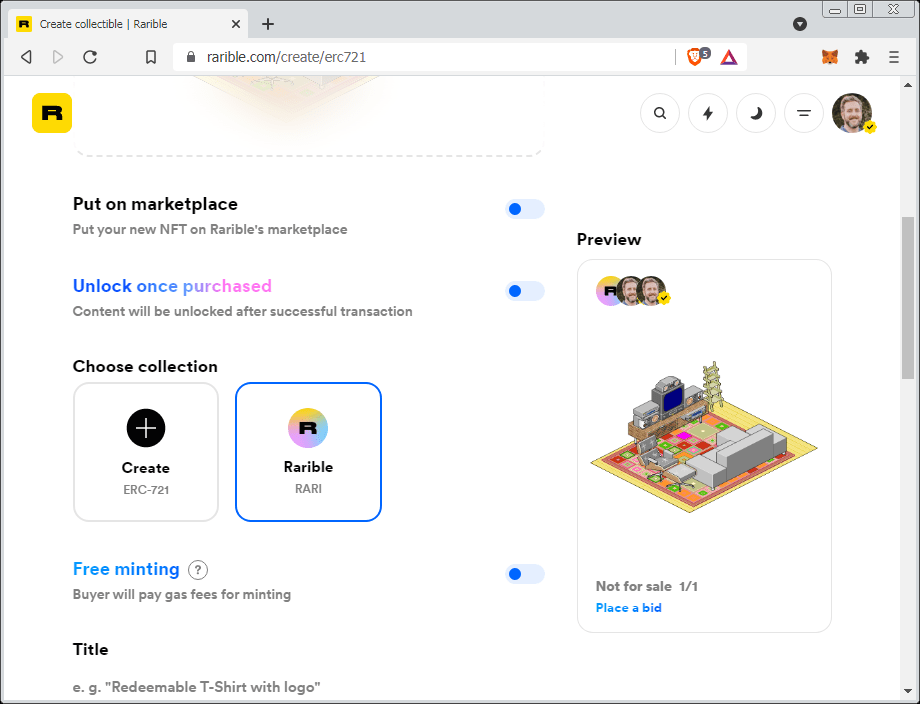 Create collectible | Rarible
rarible.com/create/erc721
5
R
Put on marketplace
Put your new NFT on Rarible's marketplace
Unlock once purchased
Content will be unlocked after successful transaction
Choose collection
Create
ERC-721
R
Rarible
RARI
Free minting ?
Buyer will pay gas fees for minting
Title
e. g. "Redeemable T-Shirt with logo"
Preview
R
Not for sale 1/1
Place a bid